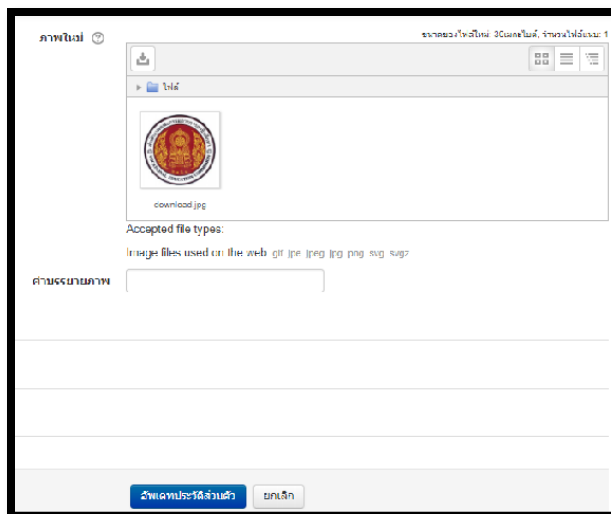 ภาพใหม่
ขนาดของไฟล์ใหม่: 30เมกะไบต์, จำนวนไฟล์แนบ: 1
ไฟล์
download.jpg
Accepted file types:
Image files used on the web gif jpe jpeg jpg png svg svgz
คำบรรยายภาพ
อัพเดทประวัติส่วนตัว
ยกเลิก